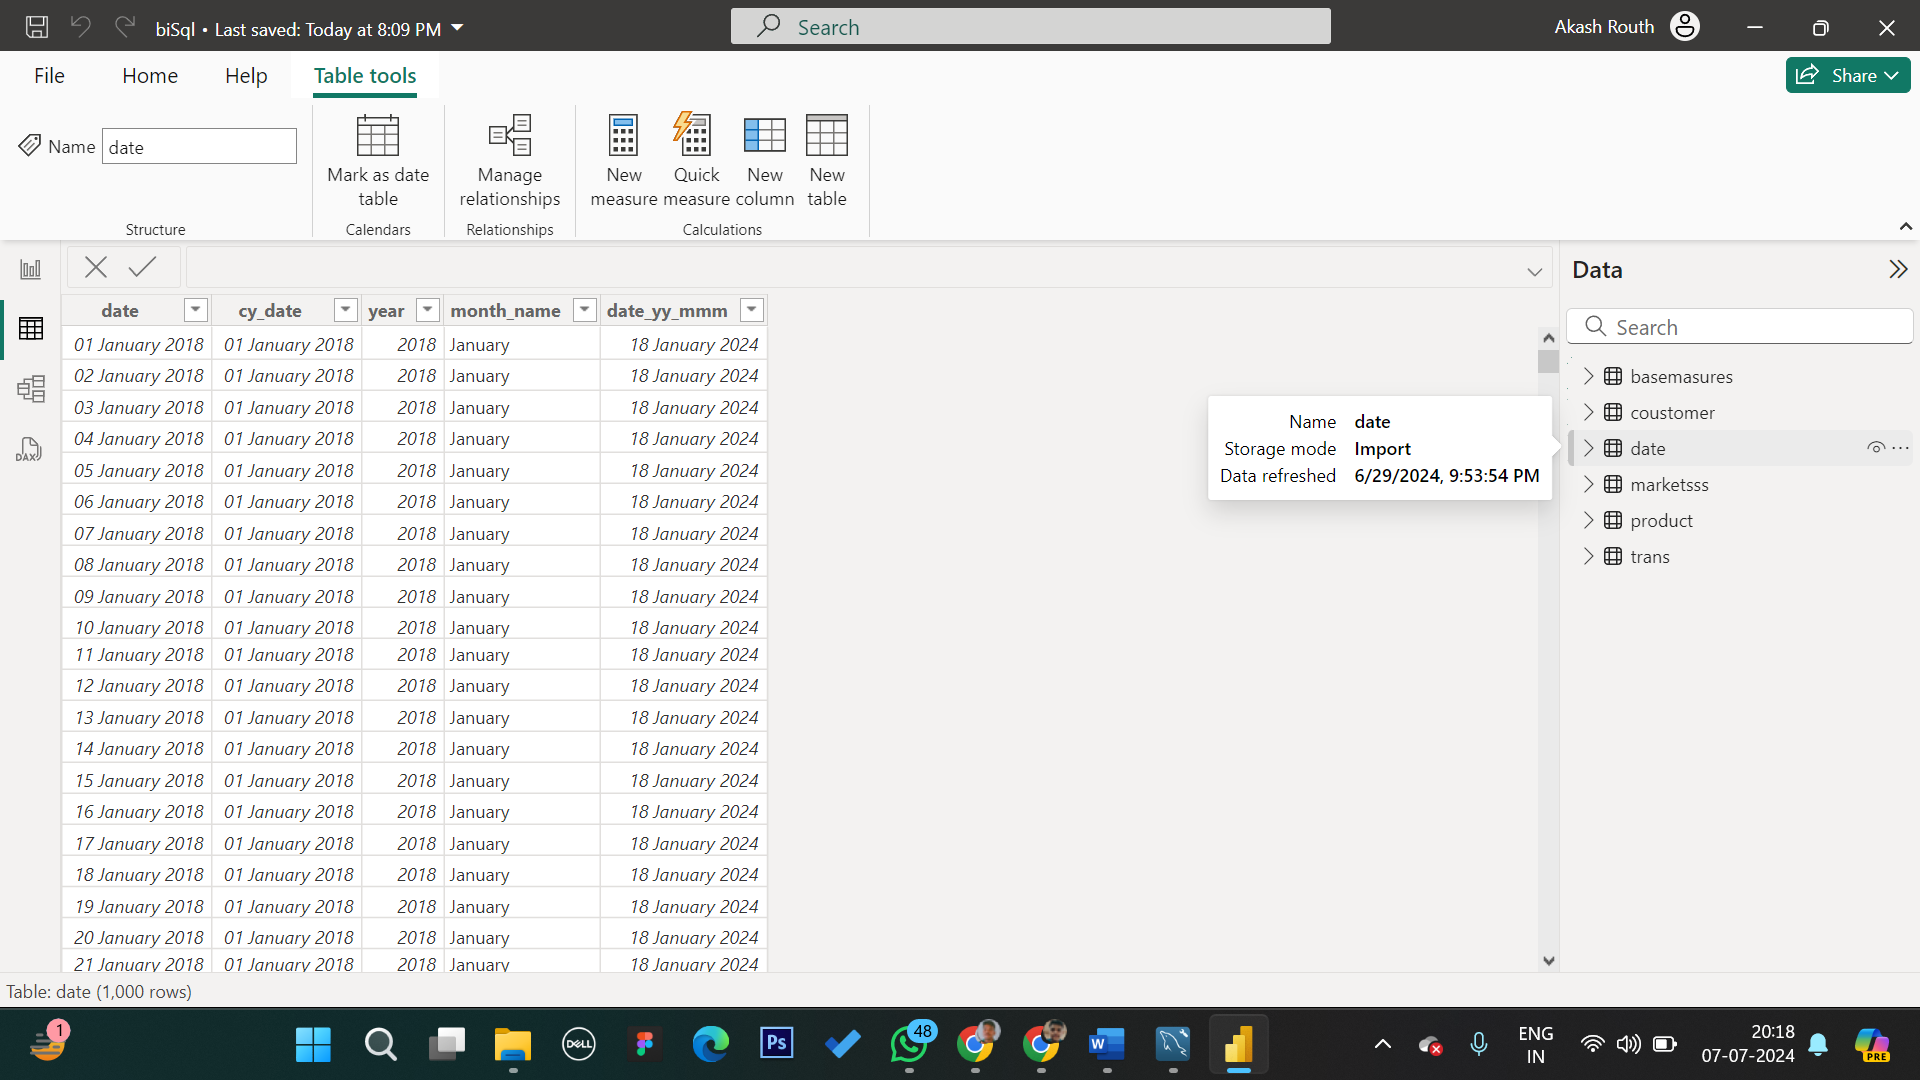 biSql • Last saved: Today at 8:09 PM
Search
Akash Routh
File Home Help Table tools
Share
Name date
Mark as date table
Manage relationships
New measure
Quick measure
New column
New table
Structure
Calendars
Relationships
Calculations
Data
Search
date cy_date year month_name date_yy_mmm
01 January 2018 01 January 2018 2018 January 18 January 2024
02 January 2018 01 January 2018 2018 January 18 January 2024
03 January 2018 01 January 2018 2018 January 18 January 2024
04 January 2018 01 January 2018 2018 January 18 January 2024
05 January 2018 01 January 2018 2018 January 18 January 2024
06 January 2018 01 January 2018 2018 January 18 January 2024
07 January 2018 01 January 2018 2018 January 18 January 2024
08 January 2018 01 January 2018 2018 January 18 January 2024
09 January 2018 01 January 2018 2018 January 18 January 2024
10 January 2018 01 January 2018 2018 January 18 January 2024
11 January 2018 01 January 2018 2018 January 18 January 2024
12 January 2018 01 January 2018 2018 January 18 January 2024
13 January 2018 01 January 2018 2018 January 18 January 2024
14 January 2018 01 January 2018 2018 January 18 January 2024
15 January 2018 01 January 2018 2018 January 18 January 2024
16 January 2018 01 January 2018 2018 January 18 January 2024
17 January 2018 01 January 2018 2018 January 18 January 2024
18 January 2018 01 January 2018 2018 January 18 January 2024
19 January 2018 01 January 2018 2018 January 18 January 2024
20 January 2018 01 January 2018 2018 January 18 January 2024
21 January 2018 01 January 2018 2018 January 18 January 2024
Name date
Storage mode Import
Data refreshed 6/29/2024, 9:53:54 PM
basemasures
coustomer
date
marketsss
product
trans
DAX
Table: date (1,000 rows)
1
DELL
Ps
48
W
ENG
IN
20:18
07-07-2024
PRE